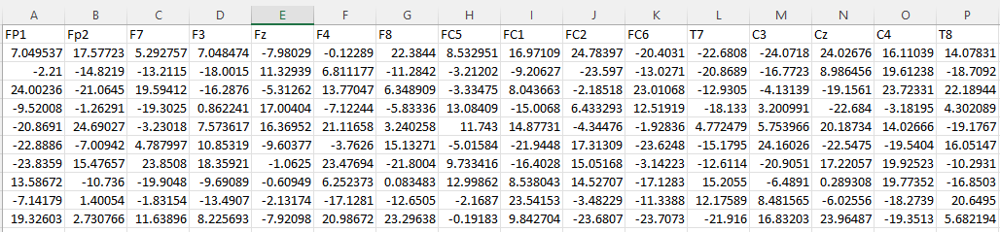 A B C D E F G H I J K L M N O P
FP1 Fp2 F7 F3 Fz F4 F8 FC5 FC1 FC2 FC6 T7 C3 Cz C4 T8
7.049537 17.57723 5.292757 7.048474 -7.98029 -0.12289 22.3844 8.532951 16.97109 24.78397 -20.4031 -22.6808 -24.0718 24.02676 16.11039 14.07831
-2.21 -14.8219 -13.2115 -18.0015 11.32939 6.811177 -11.2842 -3.21202 -9.20627 -23.597 -13.0271 -20.8689 -16.7723 8.986456 19.61238 -18.7092
24.00236 -21.0645 19.59412 -16.2876 -5.31262 13.77047 6.348909 -3.33475 8.043663 -2.18518 23.01068 -12.9305 -4.13139 -19.1561 23.72331 22.18944
-9.52008 -1.26291 -19.3025 0.862241 17.00404 -7.12244 -5.83336 13.08409 -15.0068 6.433293 12.51919 -18.133 3.200991 -22.684 -3.18195 4.302089
-20.8691 24.69027 -3.23018 7.573617 16.36952 21.11658 3.240258 11.743 14.87731 -4.34476 -1.92836 4.772479 5.753966 20.18734 14.02666 -19.1767
-22.8886 -7.00942 4.787997 10.85319 -9.60377 -3.7626 15.13271 -5.01584 -21.9448 17.31309 -23.6248 -15.1795 24.16026 -22.5475 -19.5404 16.05147
-23.8359 15.47657 23.8508 18.35921 -1.0625 23.47694 -21.8004 9.733416 -16.4028 15.05168 -3.14223 -12.6114 -20.9051 17.22057 19.92523 -10.2931
13.58672 -10.736 -19.9048 -9.69089 -0.60949 6.252373 0.083483 12.99862 8.538043 14.52707 -17.1283 15.2055 -6.4891 0.289308 19.77352 -16.8503
-7.14179 1.40054 -1.83154 -13.4907 -2.13174 -17.1281 -12.6505 -2.1687 23.54153 -3.48229 -11.3388 12.17589 8.481565 -6.02556 -18.2739 20.6495
19.32603 2.730766 11.63896 8.225693 -7.92098 20.98672 23.29638 -0.19183 9.842704 -23.6807 -23.7073 -21.916 16.83203 23.96487 -19.3513 5.682194